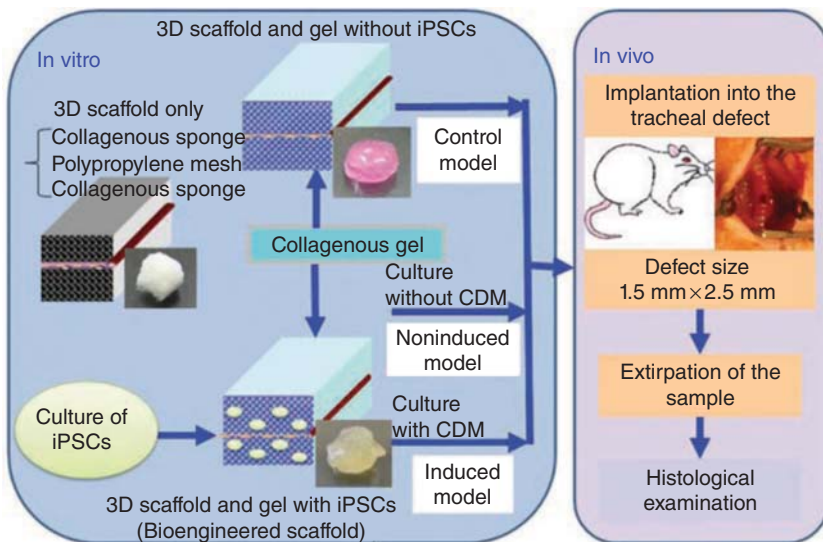 3D scaffold and gel without iPSCs
In vitro
3D scaffold only
Collagenous sponge
Polypropylene mesh
Collagenous sponge
Control
model
Collagenous gel
Culture
without CDM
Noninduced
model
Culture of
iPSCs
Culture
with CDM
Induced
model
3D scaffold and gel with iPSCs
(Bioengineered scaffold)
In vivo
Implantation into the
tracheal defect
Defect size
1.5 mm×2.5 mm
Extirpation of the
sample
Histological
examination